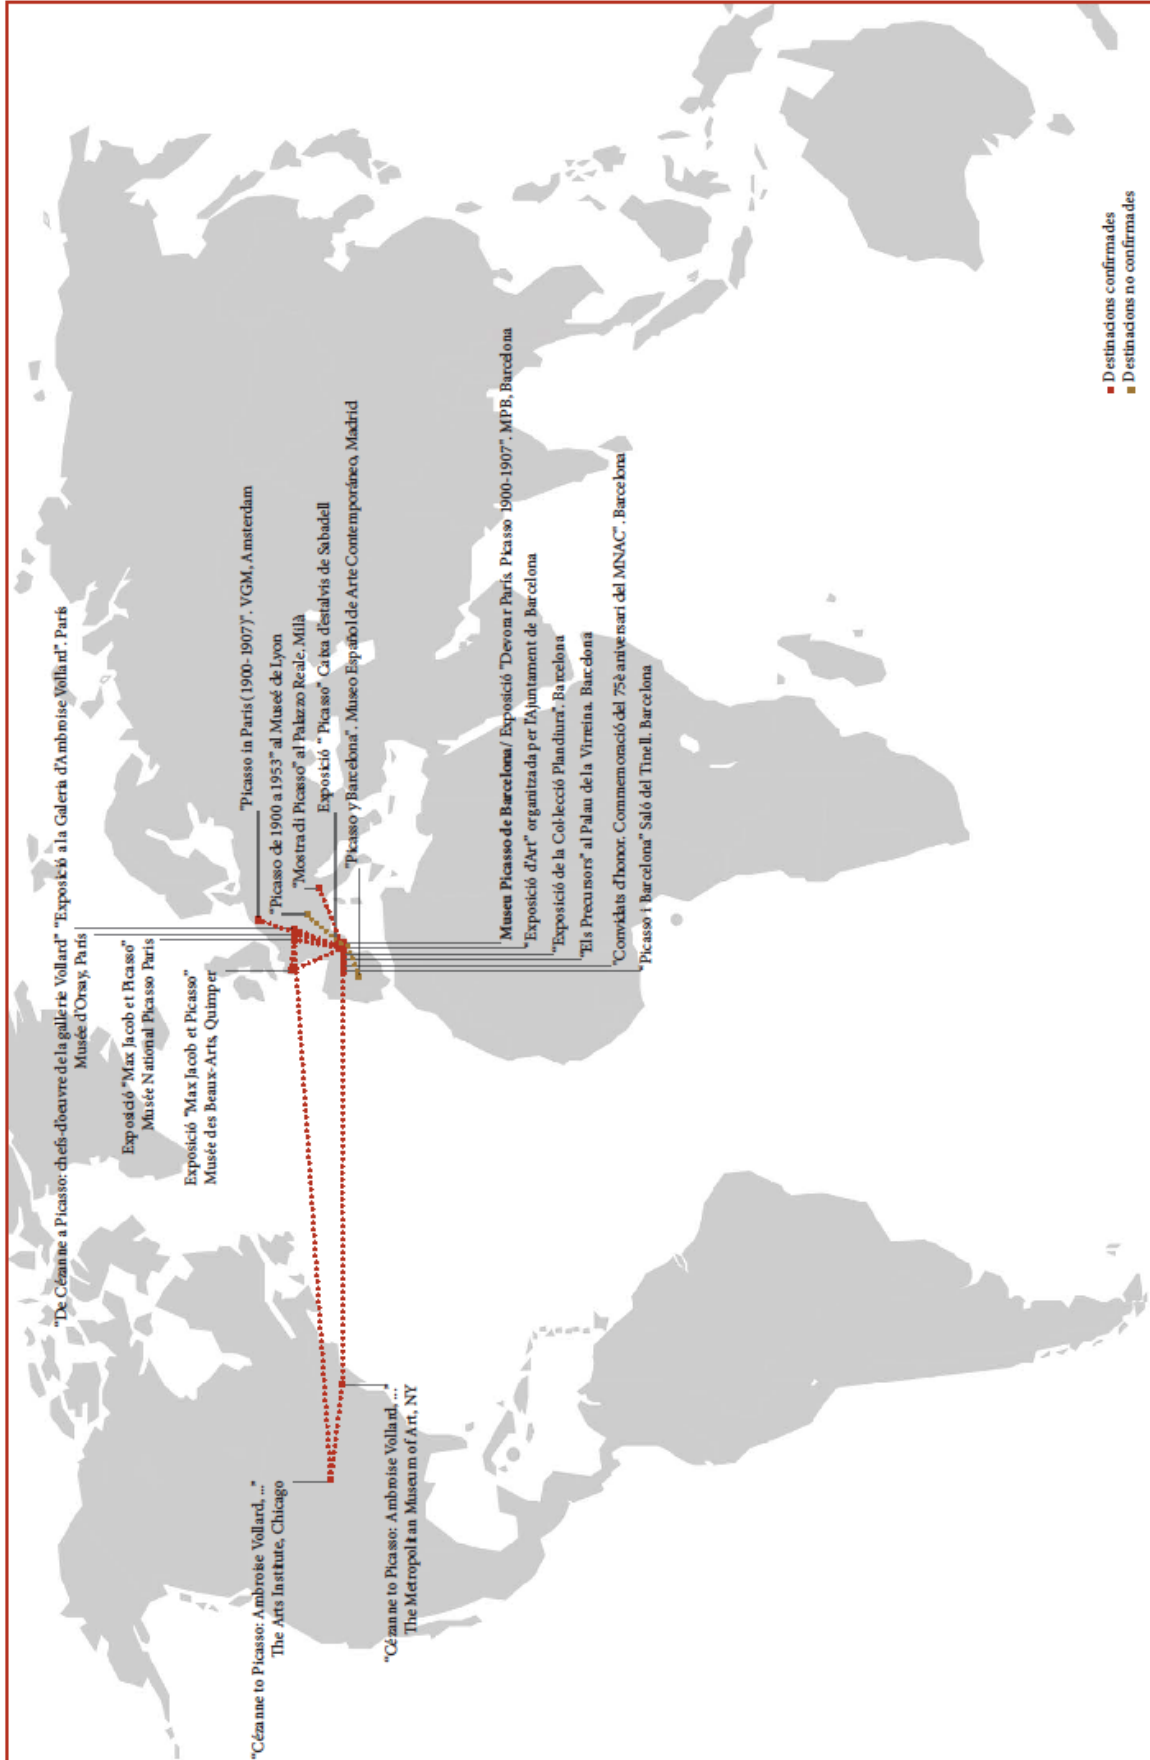 "De Cézanne a Picasso: chefs-d'oeuvre de la gallerie Vollard"
Musée d'Orsay, París
"Exposició a la Galeria d'Ambroise Vollard". París
Exposició "Max Jacob et Picasso"
Musée National Picasso París
Exposició "Max Jacob et Picasso"
Musée des Beaux-Arts, Quimper
"Picasso in Paris (1900-1907)". VGM, Amsterdam
"Picasso de 1900 a 1953" al Museé de Lyon
"Mostra di Picasso" al Palazzo Reale. Milà
Exposició " Picasso" Caixa d'estalvis de Sabadell
"Picasso y Barcelona". Museo Español de Arte Contemporáneo, Madrid
"Cézanne to Picasso: Ambroise Vollard, ..."
The Arts Institute, Chicago
"Cézanne to Picasso: Ambroise Vollard, ..."
The Metropolitan Museum of Art, NY
Museu Picasso de Barcelona/ Exposició "Devorar París. Picasso 1900-1907". MPB, Barcelona
"Exposició d'Art" organitzada per l'Ajuntament de Barcelona
"Exposición de la Col·lecció Plandiura". Barcelona
"Els Precursors" al Palau de la Virreina. Barcelona
"Convidats d'honor. Commemoració del 75è aniversari del MNAC". Barcelona
"Picasso i Barcelona" Saló del Tinell. Barcelona
Destinacions confirmades
Destinacions no confirmades